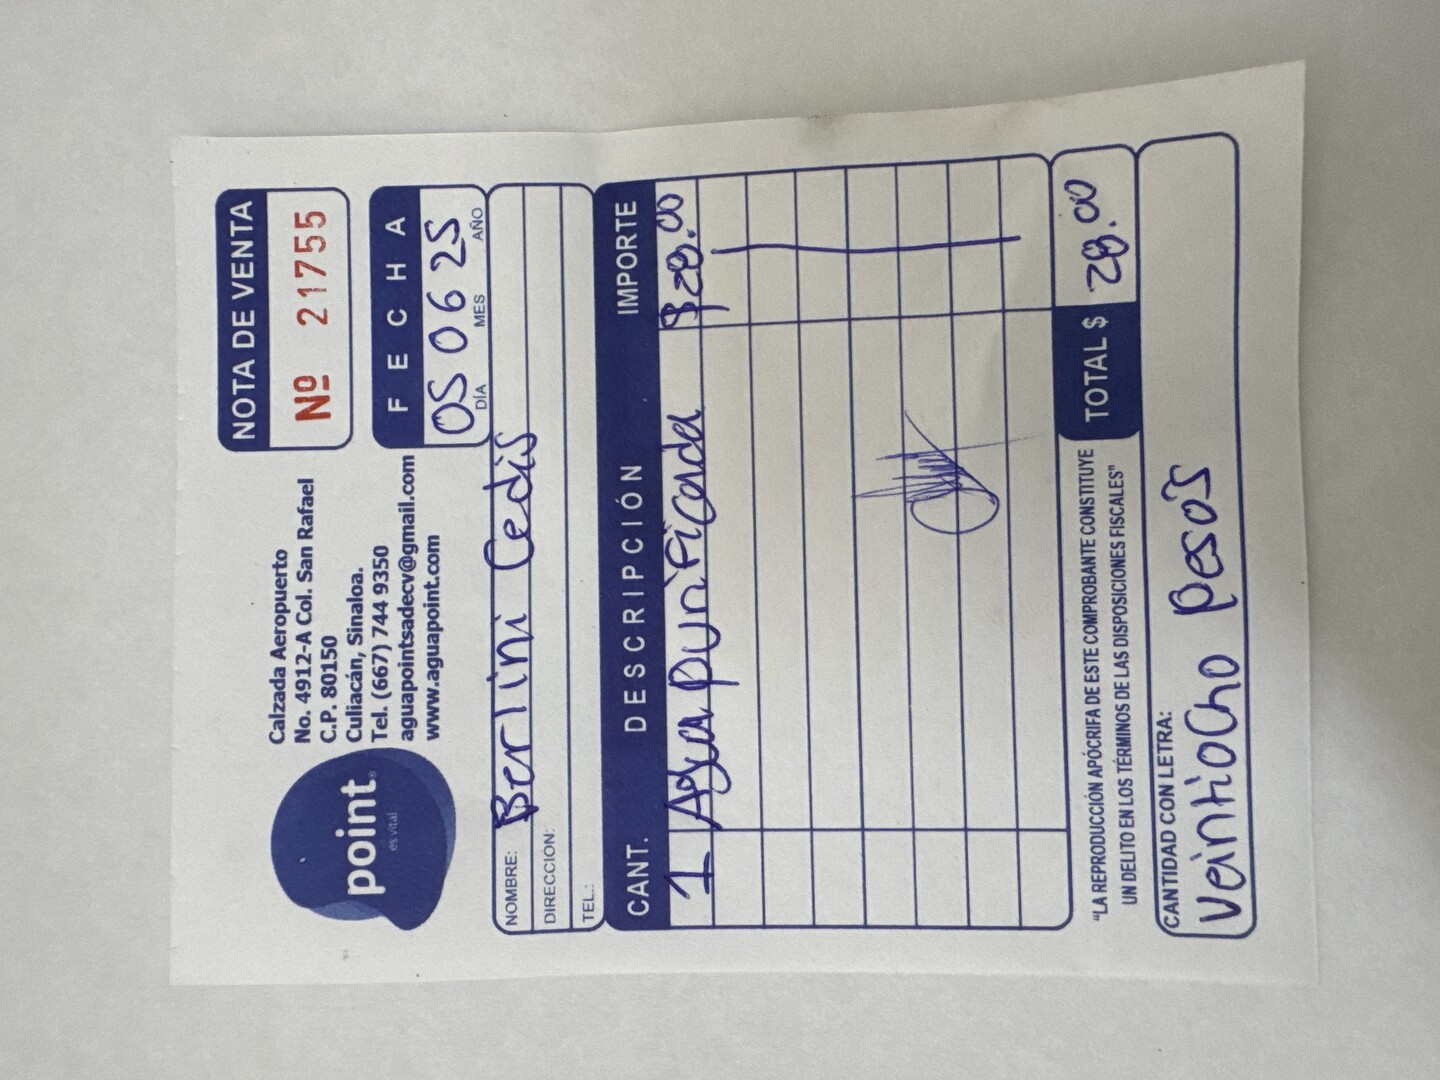 point®
es vital
Calzada Aeropuerto
No. 4912-A Col. San Rafael
C.P. 80150
Culiacán, Sinaloa.
Tel. (667) 744 9350
aguapointsadecv@gmail.com
www.aguapoint.com
NOTA DE VENTA
Nº 21755
FECHA
05 06 25
DÍA MES AÑO
NOMBRE: Berlini Cedis
DIRECCION:
TEL.:
CANT. DESCRIPCIÓN IMPORTE
1 Agua purificada $28.00
"LA REPRODUCCIÓN APÓCRIFA DE ESTE COMPROBANTE CONSTITUYE
UN DELITO EN LOS TÉRMINOS DE LAS DISPOSICIONES FISCALES"
TOTAL $ 28.00
CANTIDAD CON LETRA:
Veintiocho pesos